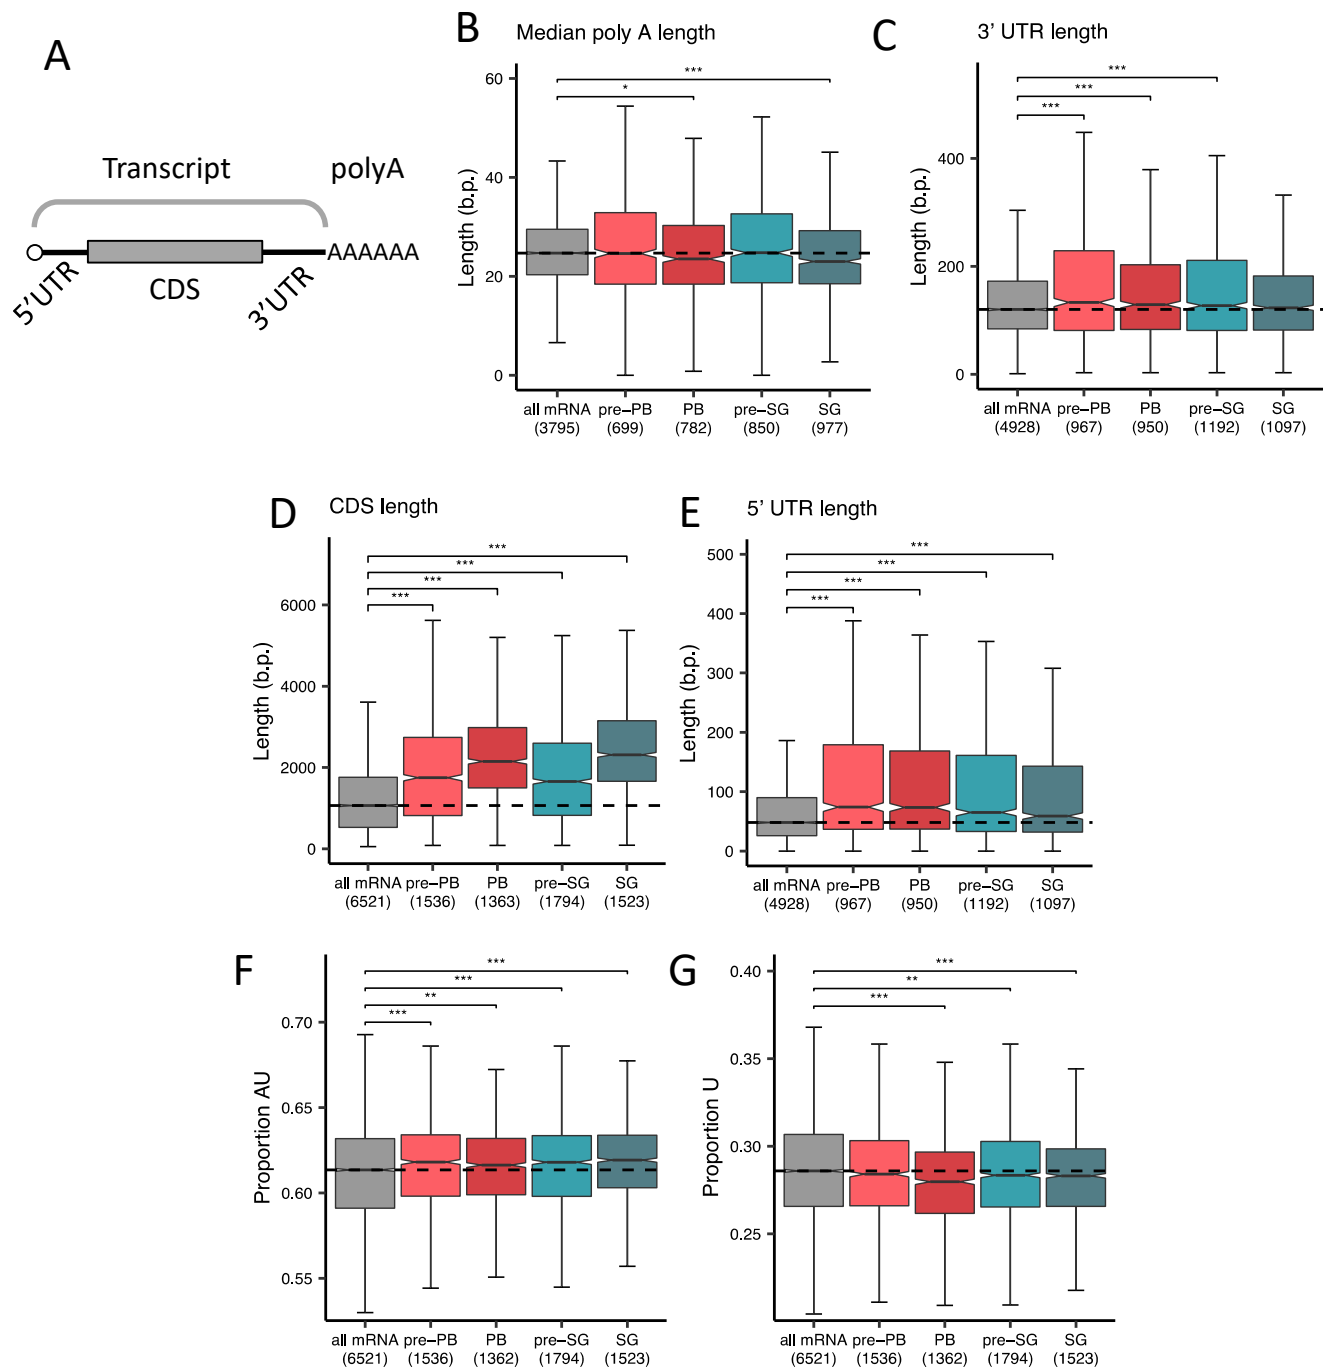 A
Transcript
polyA
AAAAAA
5'UTR
CDS
3'UTR
B
Median poly A length
Length (b.p.)
60
40
20
0
***
*
all mRNA pre–PB PB pre–SG SG
(3795) (699) (782) (850) (977)
C
3' UTR length
Length (b.p.)
400
200
0
***
***
***
all mRNA pre–PB PB pre–SG SG
(4928) (967) (950) (1192) (1097)
D
CDS length
Length (b.p.)
6000
4000
2000
0
***
***
***
***
all mRNA pre–PB PB pre–SG SG
(6521) (1536) (1363) (1794) (1523)
E
5' UTR length
Length (b.p.)
500
400
300
200
100
0
***
***
***
***
all mRNA pre–PB PB pre–SG SG
(4928) (967) (950) (1192) (1097)
F
Proportion AU
0.70
0.65
0.60
0.55
***
***
**
***
all mRNA pre–PB PB pre–SG SG
(6521) (1536) (1362) (1794) (1523)
G
Proportion U
0.40
0.35
0.30
0.25
***
**
***
all mRNA pre–PB PB pre–SG SG
(6521) (1536) (1362) (1794) (1523)